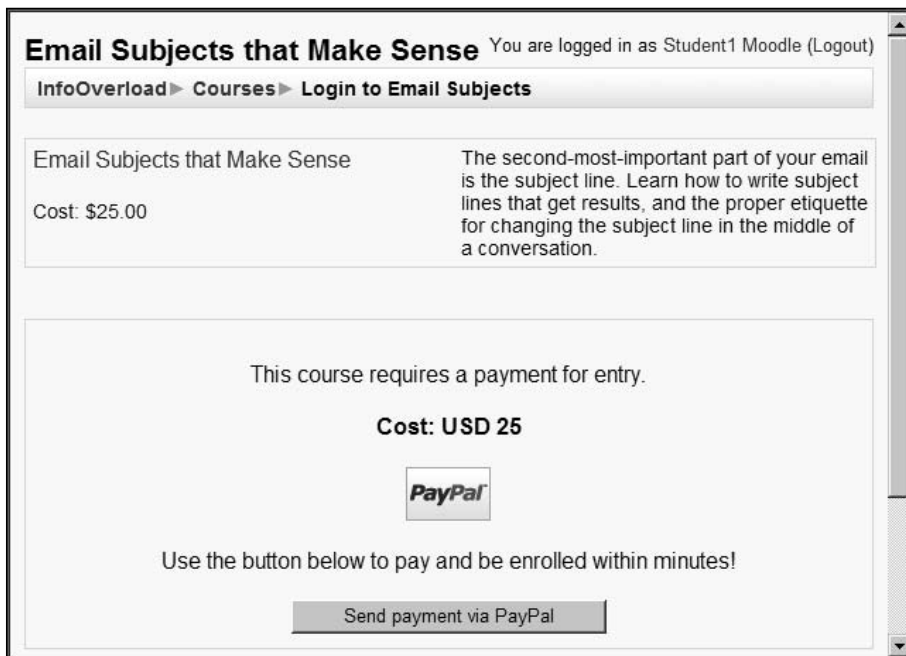 Email Subjects that Make Sense You are logged in as Student1 Moodle (Logout)
InfoOverload► Courses► Login to Email Subjects
Email Subjects that Make Sense
Cost: $25.00
The second-most-important part of your email
is the subject line. Learn how to write subject
lines that get results, and the proper etiquette
for changing the subject line in the middle of
a conversation.
This course requires a payment for entry.
Cost: USD 25
PayPal
Use the button below to pay and be enrolled within minutes!
Send payment via PayPal